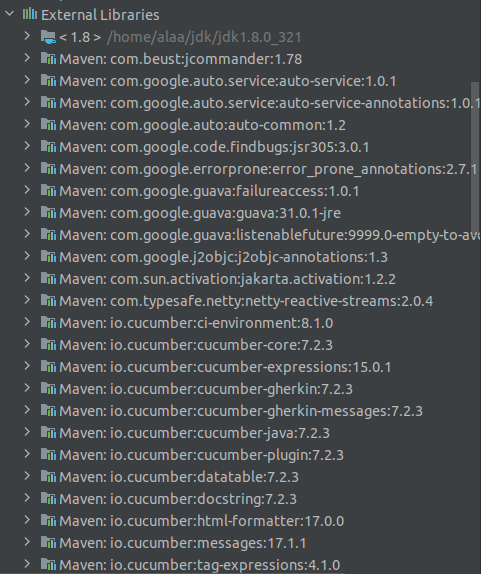 External Libraries
< 1.8 > /home/alaa/jdk/jdk1.8.0_321
Maven: com.beust:jcommander:1.78
Maven: com.google.auto.service:auto-service:1.0.1
Maven: com.google.auto.service:auto-service-annotations:1.0.1
Maven: com.google.auto:auto-common:1.2
Maven: com.google.code.findbugs:jsr305:3.0.1
Maven: com.google.errorprone:error_prone_annotations:2.7.1
Maven: com.google.guava:failureaccess:1.0.1
Maven: com.google.guava:guava:31.0.1-jre
Maven: com.google.guava:listenablefuture:9999.0-empty-to-avo
Maven: com.google.j2objc:j2objc-annotations:1.3
Maven: com.sun.activation:jakarta.activation:1.2.2
Maven: com.typesafe.netty:netty-reactive-streams:2.0.4
Maven: io.cucumber:ci-environment:8.1.0
Maven: io.cucumber:cucumber-core:7.2.3
Maven: io.cucumber:cucumber-expressions:15.0.1
Maven: io.cucumber:cucumber-gherkin:7.2.3
Maven: io.cucumber:cucumber-gherkin-messages:7.2.3
Maven: io.cucumber:cucumber-java:7.2.3
Maven: io.cucumber:cucumber-plugin:7.2.3
Maven: io.cucumber:datatable:7.2.3
Maven: io.cucumber:docstring:7.2.3
Maven: io.cucumber:html-formatter:17.0.0
Maven: io.cucumber:messages:17.1.1
Maven: io.cucumber:tag-expressions:4.1.0